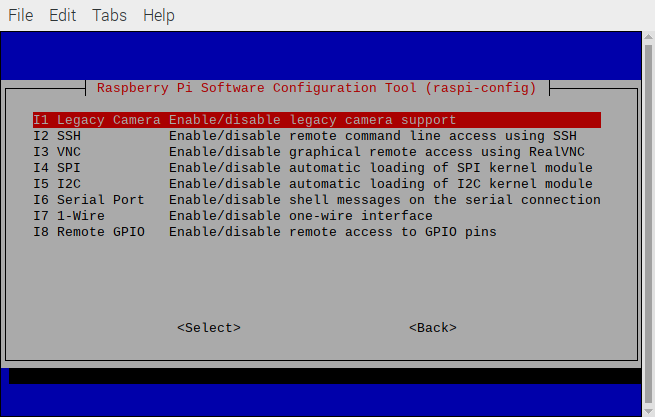 File Edit Tabs Help
Raspberry Pi Software Configuration Tool (raspi-config)
I1 Legacy Camera Enable/disable legacy camera support
I2 SSH Enable/disable remote command line access using SSH
I3 VNC Enable/disable graphical remote access using RealVNC
I4 SPI Enable/disable automatic loading of SPI kernel module
I5 I2C Enable/disable automatic loading of I2C kernel module
I6 Serial Port Enable/disable shell messages on the serial connection
I7 1-Wire Enable/disable one-wire interface
I8 Remote GPIO Enable/disable remote access to GPIO pins
<Select> <Back>